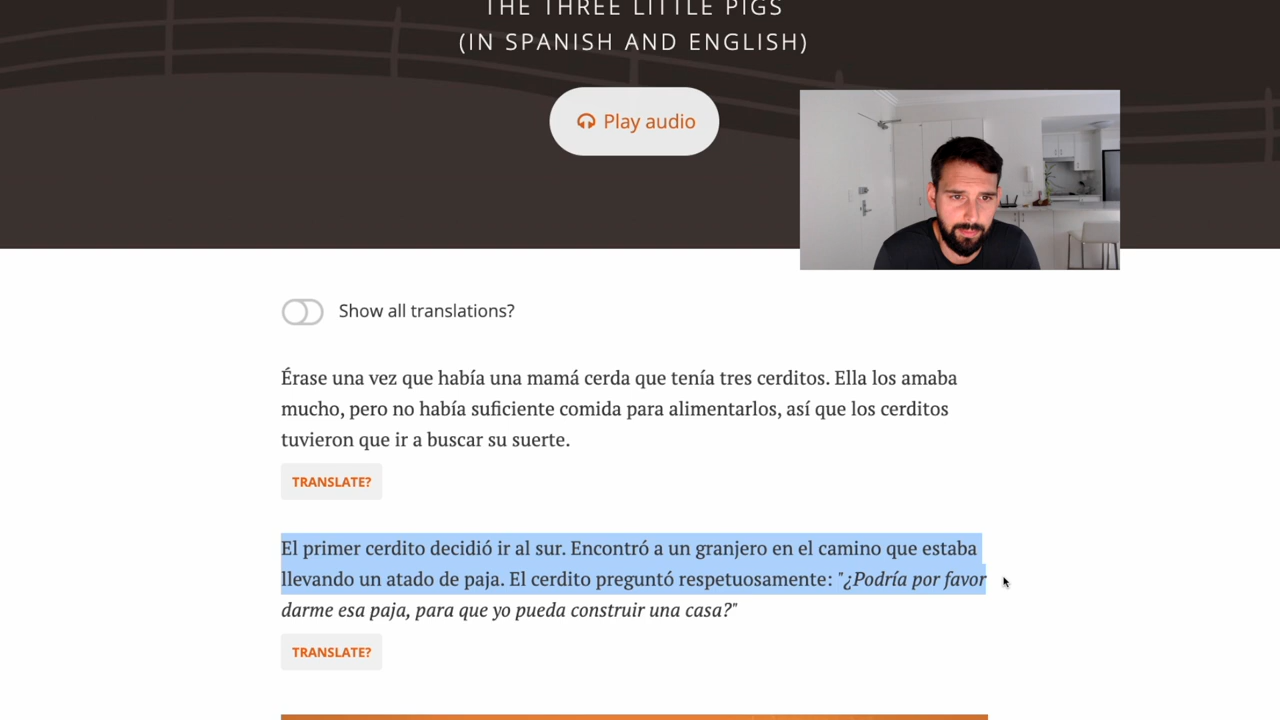 THE THREE LITTLE PIGS
(IN SPANISH AND ENGLISH)
Play audio
Show all translations?
Érase una vez que había una mamá cerda que tenía tres cerditos. Ella los amaba
mucho, pero no había suficiente comida para alimentarlos, así que los cerditos
tuvieron que ir a buscar su suerte.
TRANSLATE?
El primer cerdito decidió ir al sur. Encontró a un granjero en el camino que estaba
llevando un atado de paja. El cerdito preguntó respetuosamente: "¿Podría por favor
darme esa paja, para que yo pueda construir una casa?"
TRANSLATE?